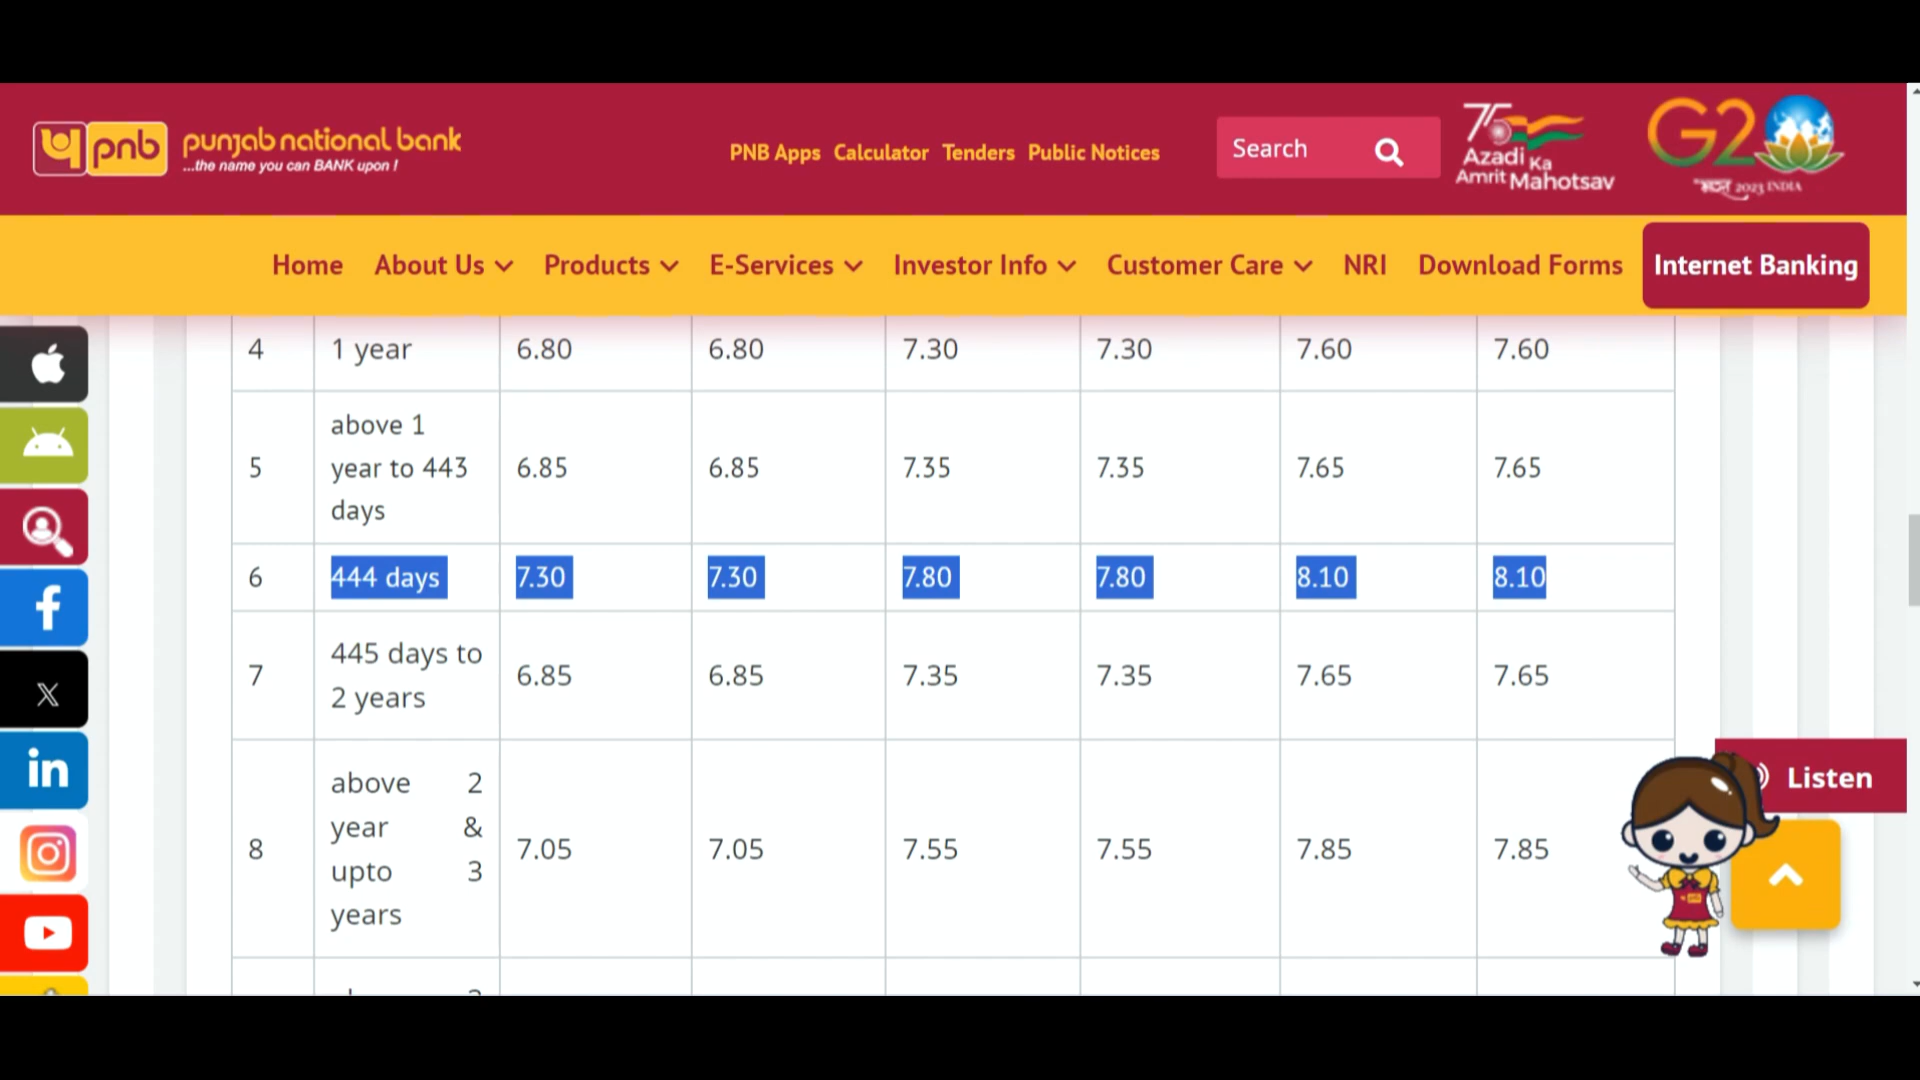 पी pnb punjab national bank
...the name you can BANK upon !
PNB Apps Calculator Tenders Public Notices
Search
75
Azadi Ka
Amrit Mahotsav
G2
2023 INDIA
Home About Us Products E-Services Investor Info Customer Care NRI Download Forms Internet Banking
4 1 year 6.80 6.80 7.30 7.30 7.60 7.60
above 1
5 year to 443 6.85 6.85 7.35 7.35 7.65 7.65
days
6 444 days 7.30 7.30 7.80 7.80 8.10 8.10
445 days to
7 6.85 6.85 7.35 7.35 7.65 7.65
2 years
above 2
year &
8 7.05 7.05 7.55 7.55 7.85 7.85
upto 3
years
Listen